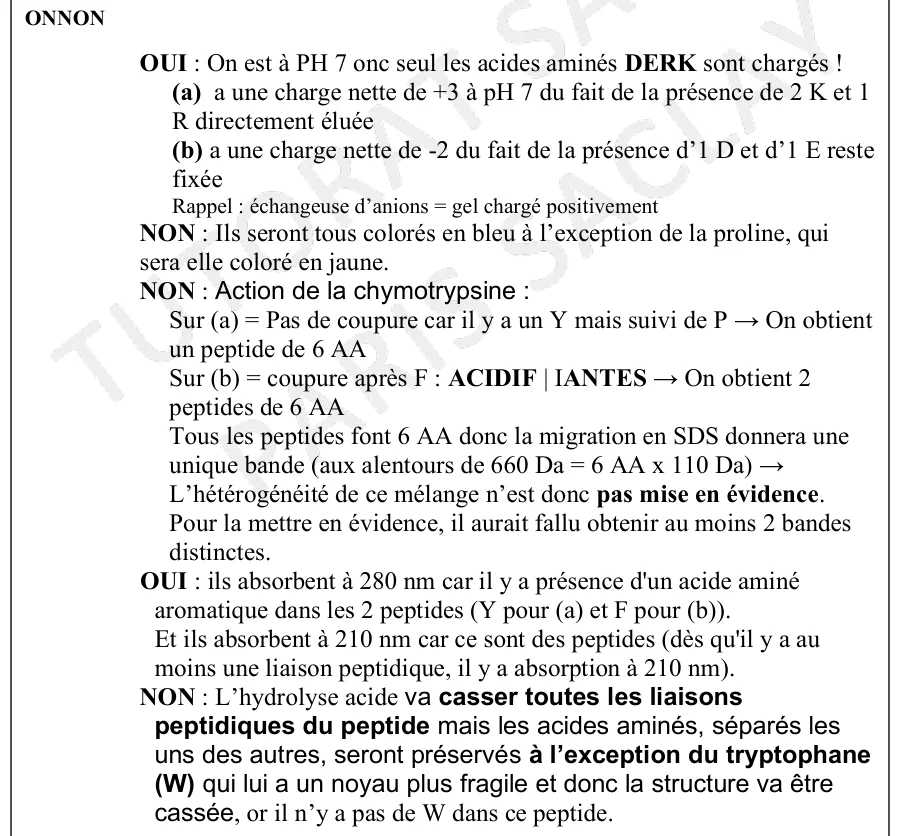 ONNON
OUI : On est à PH 7 onc seul les acides aminés DERK sont chargés !
(a) a une charge nette de +3 à pH 7 du fait de la présence de 2 K et 1
R directement éluée
(b) a une charge nette de -2 du fait de la présence d’1 D et d’1 E reste
fixée
Rappel : échangeuse d’anions = gel chargé positivement
NON : Ils seront tous colorés en bleu à l’exception de la proline, qui
sera elle coloré en jaune.
NON : Action de la chymotrypsine :
Sur (a) = Pas de coupure car il y a un Y mais suivi de P → On obtient
un peptide de 6 AA
Sur (b) = coupure après F : ACIDIF | IANTES → On obtient 2
peptides de 6 AA
Tous les peptides font 6 AA donc la migration en SDS donnera une
unique bande (aux alentours de 660 Da = 6 AA x 110 Da) →
L’hétérogénéité de ce mélange n’est donc pas mise en évidence.
Pour la mettre en évidence, il aurait fallu obtenir au moins 2 bandes
distinctes.
OUI : ils absorbent à 280 nm car il y a présence d'un acide aminé
aromatique dans les 2 peptides (Y pour (a) et F pour (b)).
Et ils absorbent à 210 nm car ce sont des peptides (dès qu'il y a au
moins une liaison peptidique, il y a absorption à 210 nm).
NON : L’hydrolyse acide va casser toutes les liaisons
peptidiques du peptide mais les acides aminés, séparés les
uns des autres, seront préservés à l’exception du tryptophane
(W) qui lui a un noyau plus fragile et donc la structure va être
cassée, or il n’y a pas de W dans ce peptide.
TUTORAT SACLAY
PARIS SACLAY